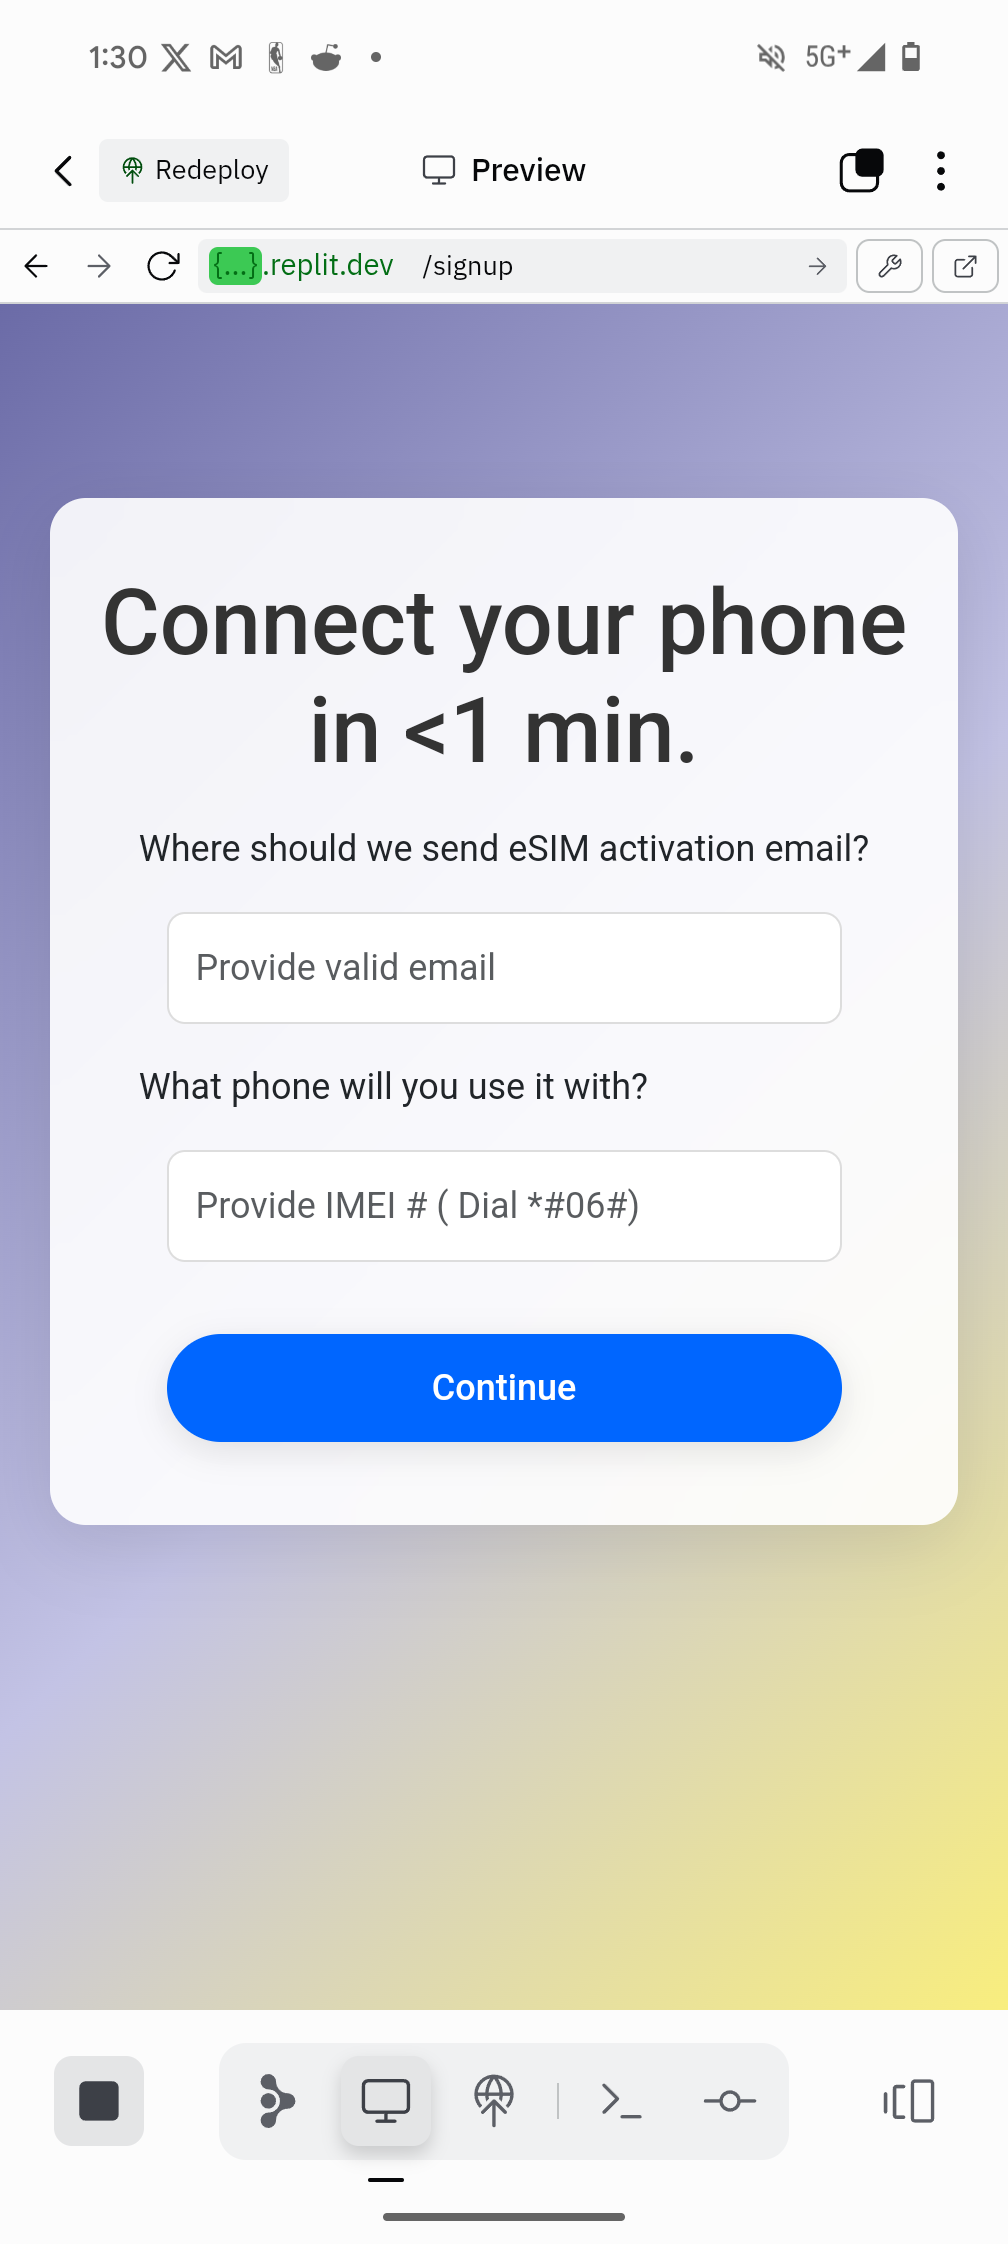 1:30
5G+
Redeploy
Preview
{...}.replit.dev /signup
Connect your phone
in <1 min.
Where should we send eSIM activation email?
Provide valid email
What phone will you use it with?
Provide IMEI # ( Dial *#06#)
Continue